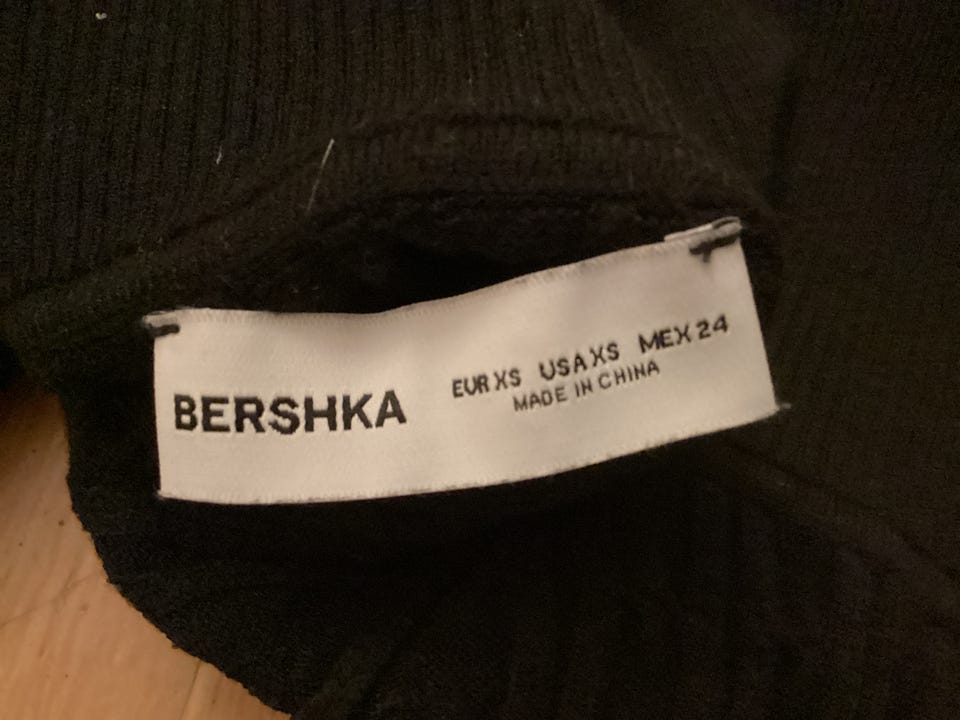 BERSHKA
EUR XS USA XS MEX 24
MADE IN CHINA